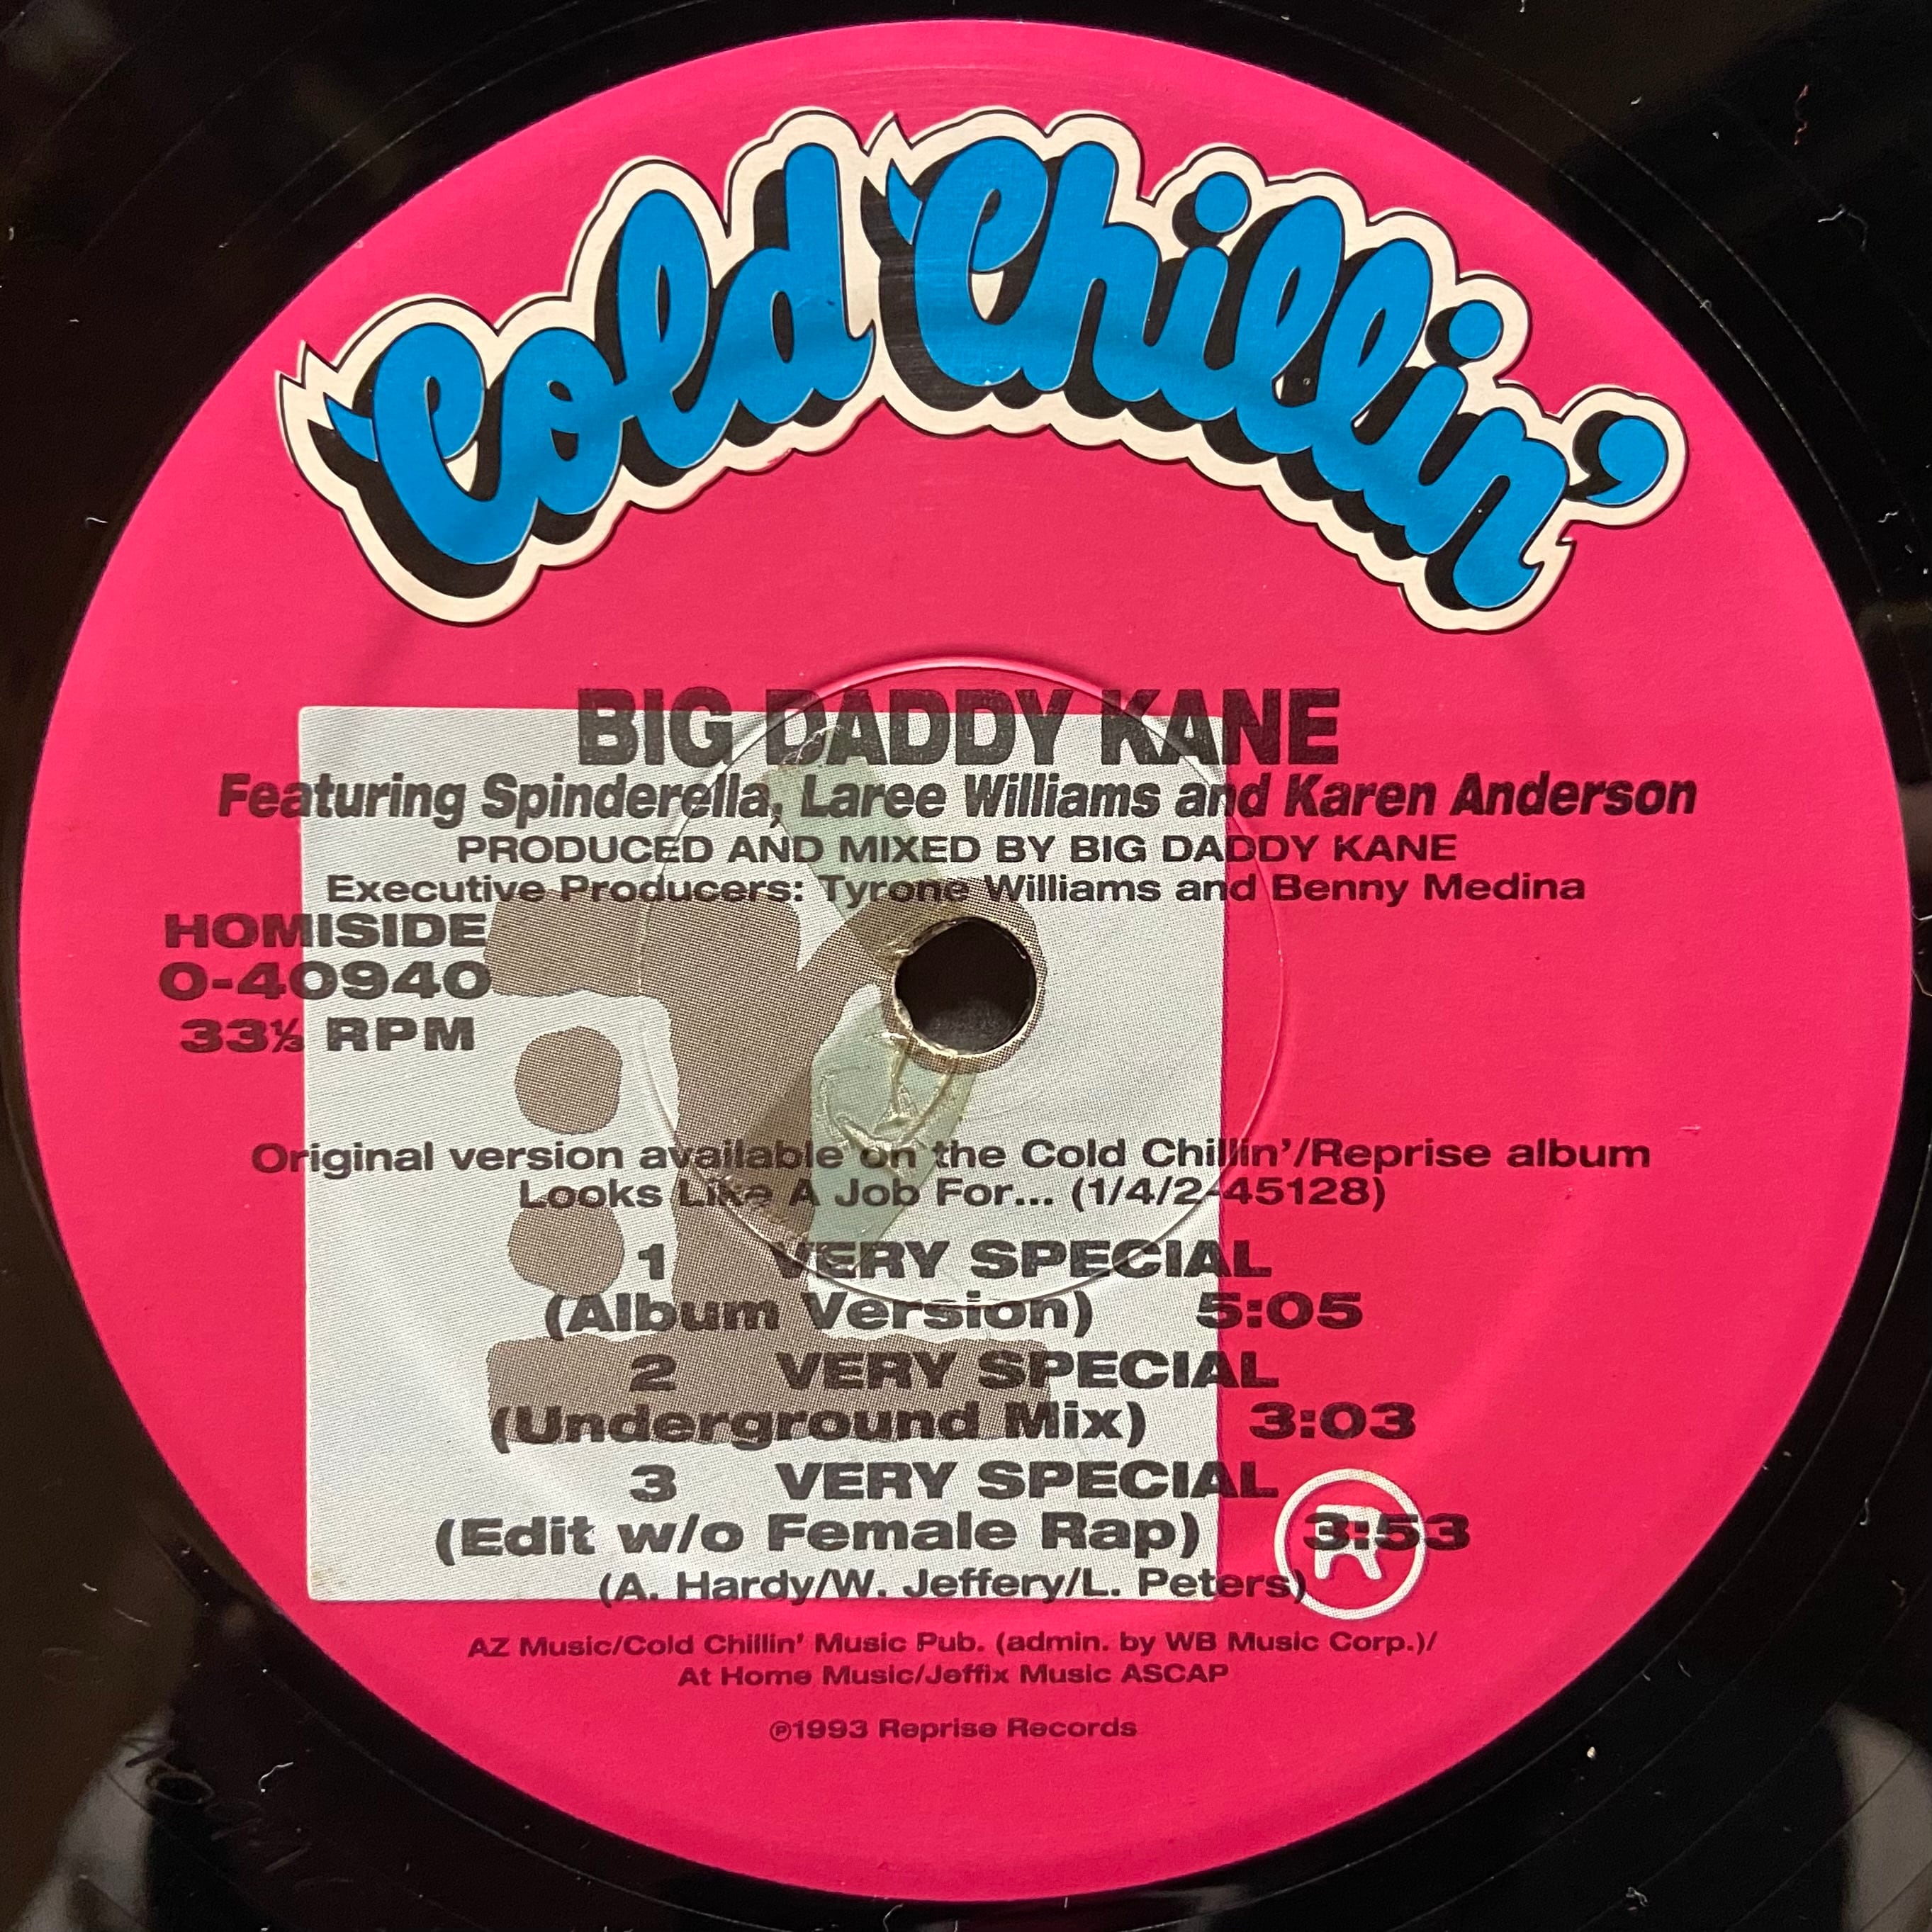 Cold Chillin'
BIG DADDY KANE
Featuring Spinderella, Laree Williams and Karen Anderson
PRODUCED AND MIXED BY BIG DADDY KANE
Executive Producers: Tyrone Williams and Benny Medina
HOMISIDE
0-40940
33⅓ RPM
Original version available on the Cold Chillin'/Reprise album
Looks Like A Job For... (1/4/2-45128)
1 VERY SPECIAL
(Album Version) 5:05
2 VERY SPECIAL
(Underground Mix) 3:03
3 VERY SPECIAL
(Edit w/o Female Rap) 3:53
R
(A. Hardy/W. Jeffery/L. Peters)
AZ Music/Cold Chillin' Music Pub. (admin. by WB Music Corp.)/
At Home Music/Jeffix Music ASCAP
℗1993 Reprise Records